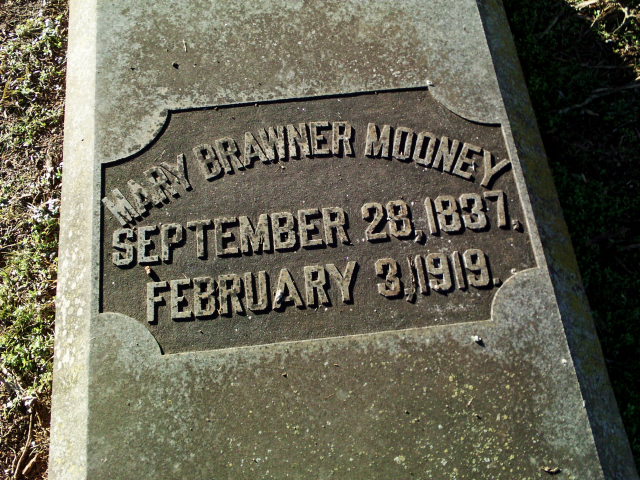 MARY BRAWNER MOONEY
SEPTEMBER 28, 1837.
FEBRUARY 3, 1919.